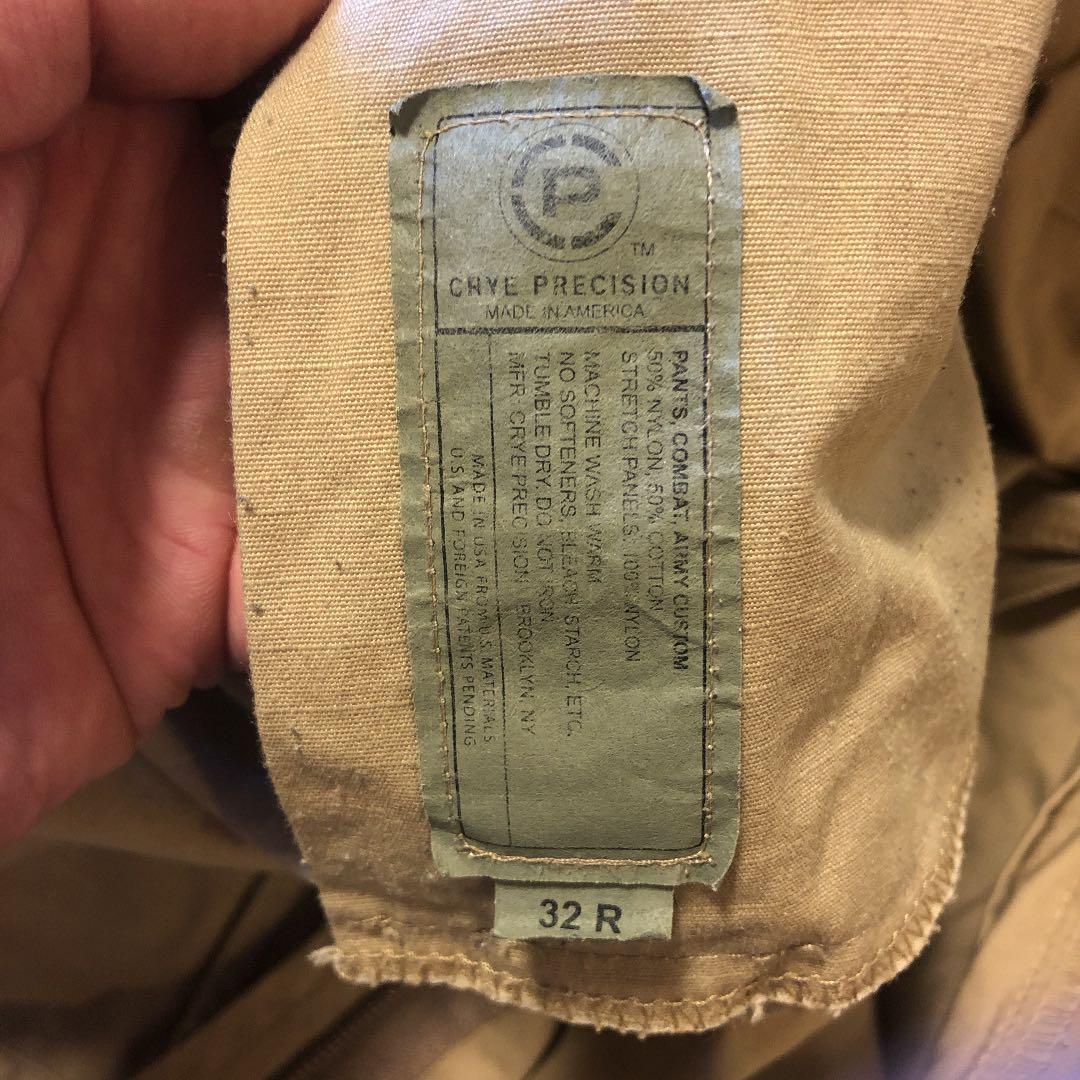 CP
TM
CRYE PRECISION
MADE IN AMERICA
PANTS, COMBAT, ARMY CUSTOM
50% NYLON, 50% COTTON
STRETCH PANELS: 100% NYLON
MACHINE WASH WARM
NO SOFTENERS, BLEACH, STARCH, ETC.
TUMBLE DRY, DO NOT IRON
MFR: CRYE PRECISION BROOKLYN, NY
MADE IN USA FROM U.S. MATERIALS
U.S AND FOREIGN PATENTS PENDING
32 R